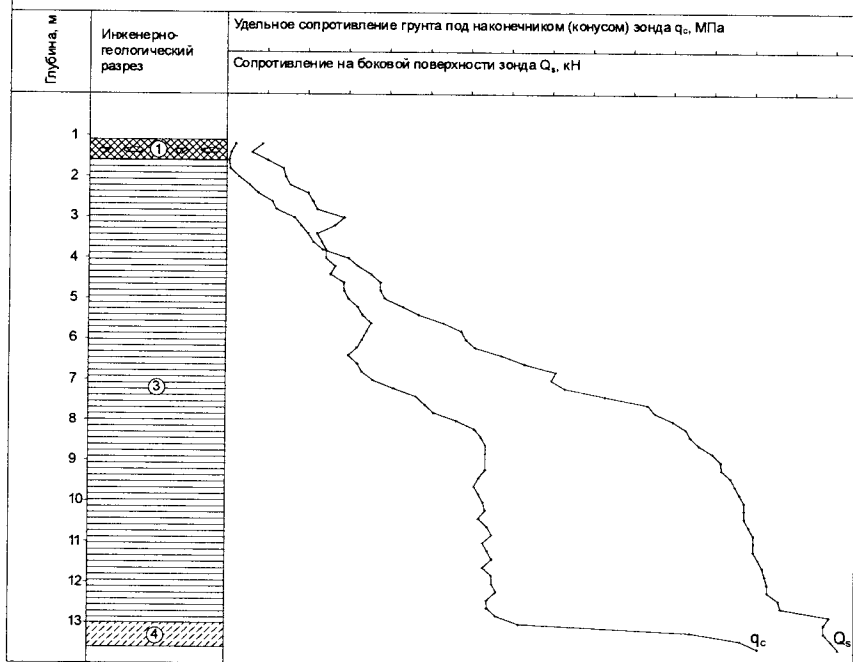 Глубина, м
Инженерно-
геологический
разрез
Удельное сопротивление грунта под наконечником (конусом) зонда qc, МПа
Сопротивление на боковой поверхности зонда Qs, кН
1
2
3
4
5
6
7
8
9
10
11
12
13
1
3
4
qc
Qs